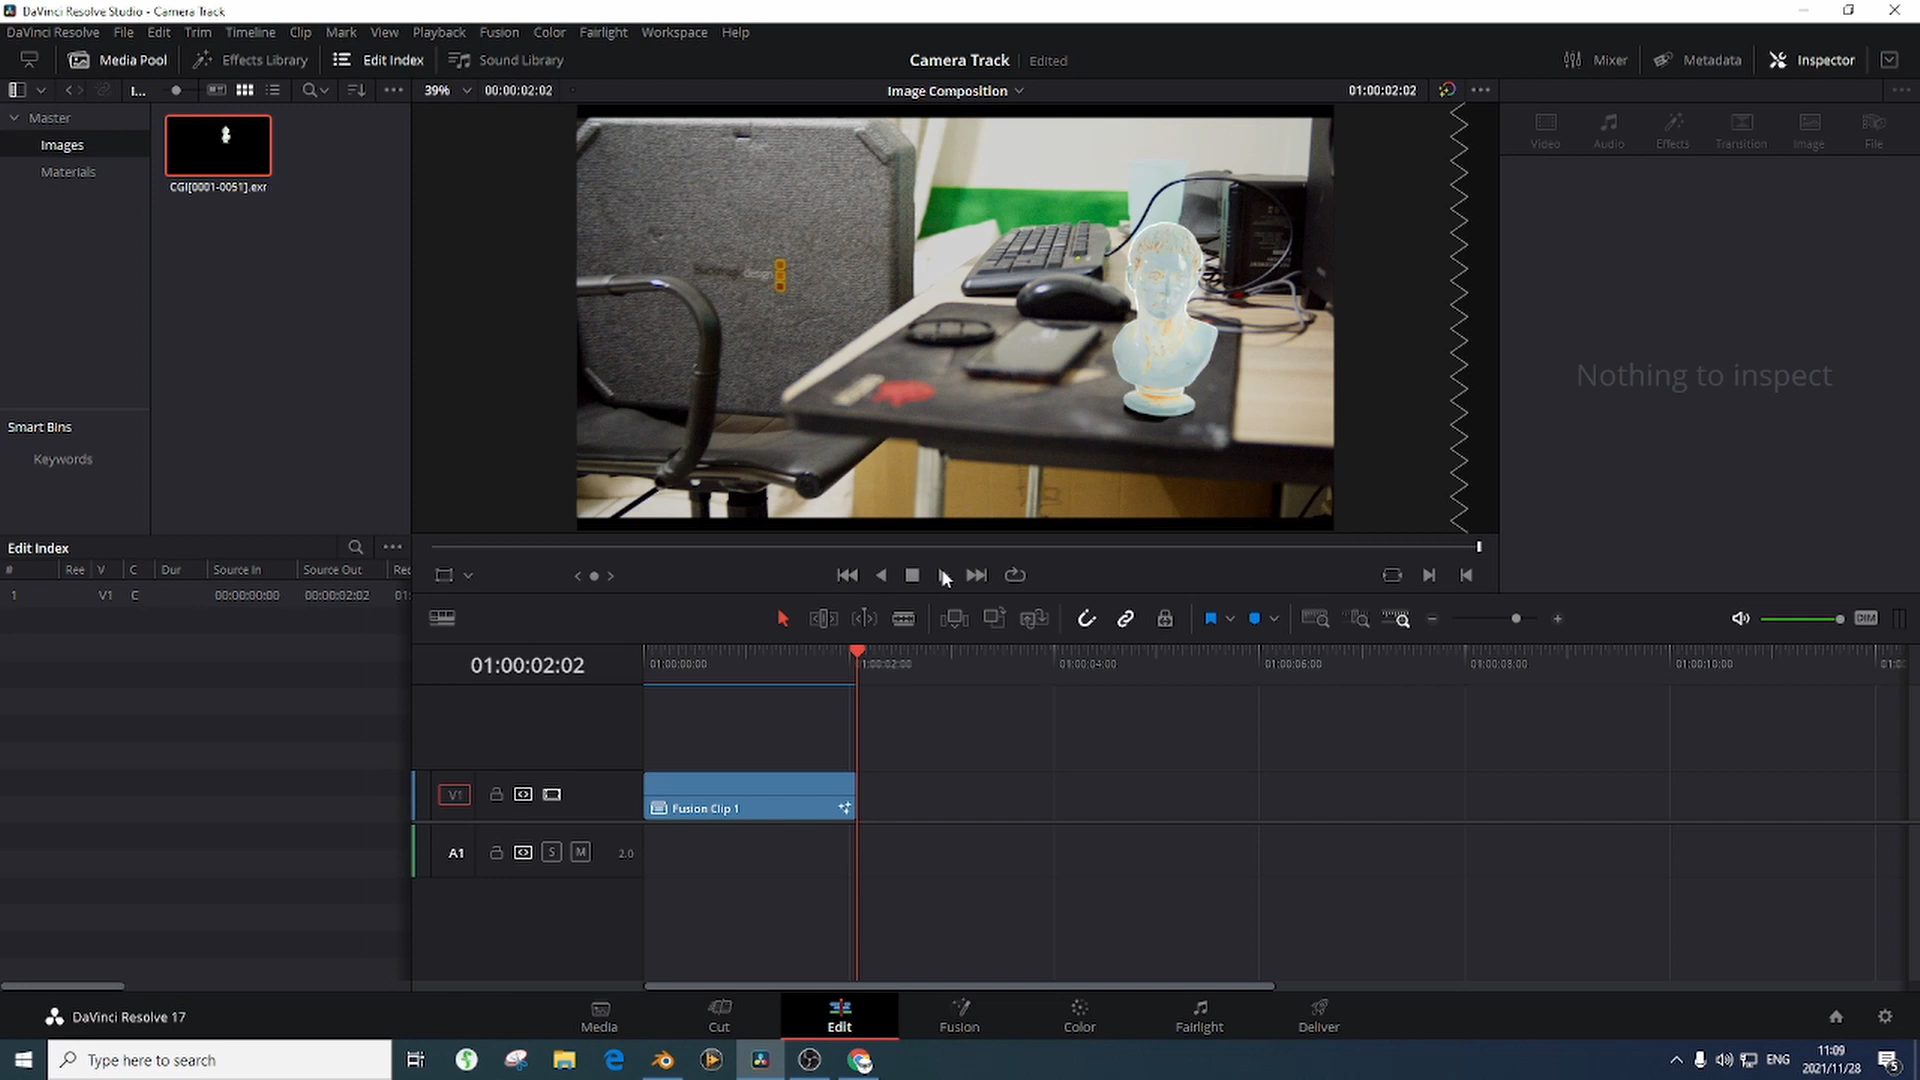 DaVinci Resolve Studio - Camera Track
DaVinci Resolve File Edit Trim Timeline Clip Mark View Playback Fusion Color Fairlight Workspace Help
Media Pool Effects Library Edit Index Sound Library Camera Track Edited Mixer Metadata Inspector
I... 39% 00:00:02:02 Image Composition 01:00:02:02
Master
Images
Materials
CGI[0001-0051].exr
Video Audio Effects Transition Image File
design
Nothing to inspect
Smart Bins
Keywords
Edit Index
# Ree V C Dur Source In Source Out Rec
1 V1 C 00:00:00:00 00:00:02:02 01:
DIM
01:00:02:02 01:00:00:00 01:00:02:00 01:00:04:00 01:00:06:00 01:00:08:00 01:00:10:00 01:0
V1
Fusion Clip 1
A1 S M 2.0
DaVinci Resolve 17
Media Cut Edit Fusion Color Fairlight Deliver
Type here to search
ENG
11:09
2021/11/28
5